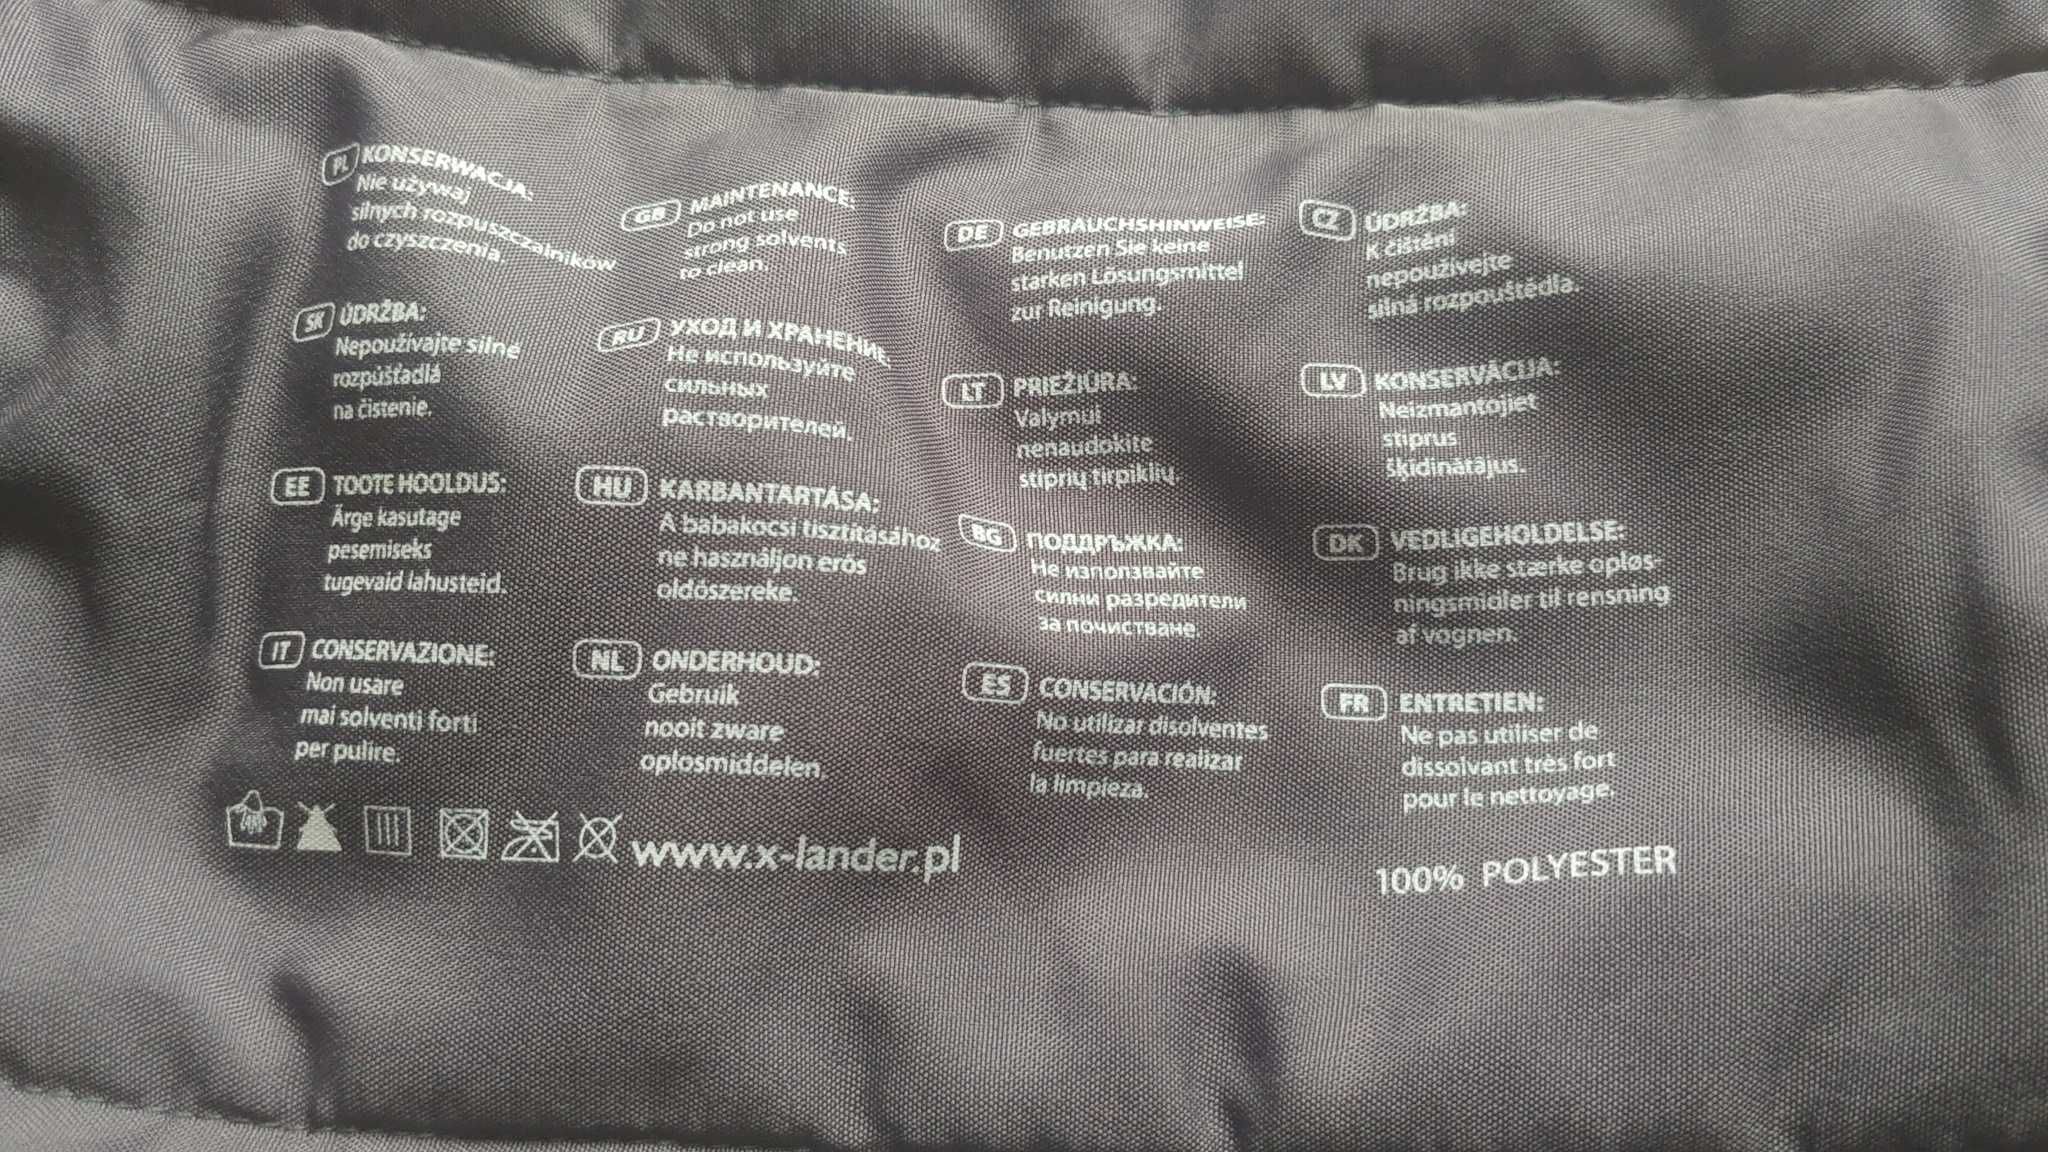 PL KONSERWACJA:
Nie używaj
silnych rozpuszczalników
do czyszczenia.
GB MAINTENANCE:
Do not use
strong solvents
to clean.
DE GEBRAUCHSHINWEISE:
Benutzen Sie keine
starken Lösungsmittel
zur Reinigung.
CZ ÚDRŽBA:
K čištění
nepoužívejte
silná rozpouštědla.
SK ÚDRŽBA:
Nepoužívajte silné
rozpúšťadlá
na čistenie.
RU УХОД И ХРАНЕНИЕ:
Не используйте
сильных
растворителей.
LT PRIEŽIŪRA:
Valymui
nenaudokite
stiprių tirpiklių.
LV KONSERVĀCIJA:
Neizmantojiet
stiprus
šķidinātājus.
EE TOOTE HOOLDUS:
Ärge kasutage
pesemiseks
tugevaid lahusteid.
HU KARBANTARTÁSA:
A babakocsi tisztításához
ne használjon erős
oldószereke.
BG ПОДДРЪЖКА:
Не използвайте
силни разредители
за почистване.
DK VEDLIGEHOLDELSE:
Brug ikke stærke opløs-
ningsmidler til rensning
af vognen.
IT CONSERVAZIONE:
Non usare
mai solventi forti
per pulire.
NL ONDERHOUD:
Gebruik
nooit zware
oplosmiddelen.
ES CONSERVACIÓN:
No utilizar disolventes
fuertes para realizar
la limpieza.
FR ENTRETIEN:
Ne pas utiliser de
dissolvant très fort
pour le nettoyage.
www.x-lander.pl
100% POLYESTER